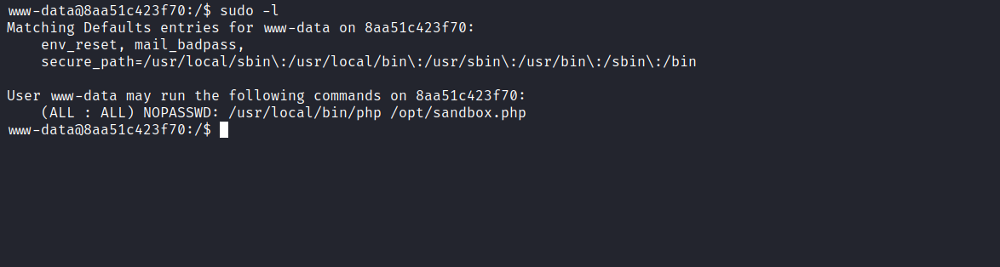 www-data@8aa51c423f70:/$ sudo -l
Matching Defaults entries for www-data on 8aa51c423f70:
    env_reset, mail_badpass,
    secure_path=/usr/local/sbin\:/usr/local/bin\:/usr/sbin\:/usr/bin\:/sbin\:/bin

User www-data may run the following commands on 8aa51c423f70:
    (ALL : ALL) NOPASSWD: /usr/local/bin/php /opt/sandbox.php
www-data@8aa51c423f70:/$